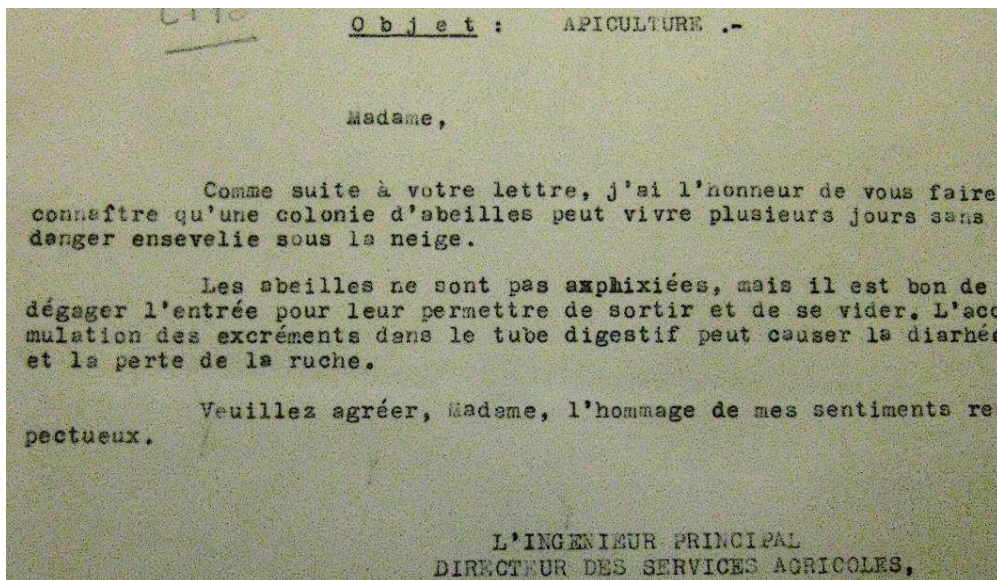 Objet : APICULTURE .-
Madame,
Comme suite à votre lettre, j'ai l'honneur de vous faire
connaître qu'une colonie d'abeilles peut vivre plusieurs jours sans
danger ensevelie sous la neige.
Les abeilles ne sont pas asphixiées, mais il est bon de
dégager l'entrée pour leur permettre de sortir et de se vider. L'acc
mulation des excréments dans le tube digestif peut causer la diarhée
et la perte de la ruche.
Veuillez agréer, Madame, l'hommage de mes sentiments re
pectueux.
L'INGENIEUR PRINCIPAL
DIRECTEUR DES SERVICES AGRICOLES,